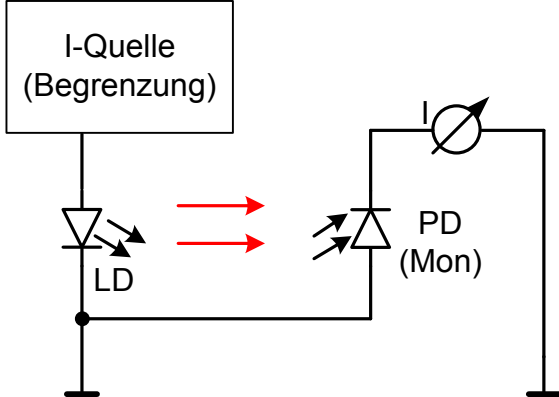 I-Quelle
(Begrenzung)
I
PD
(Mon)
LD